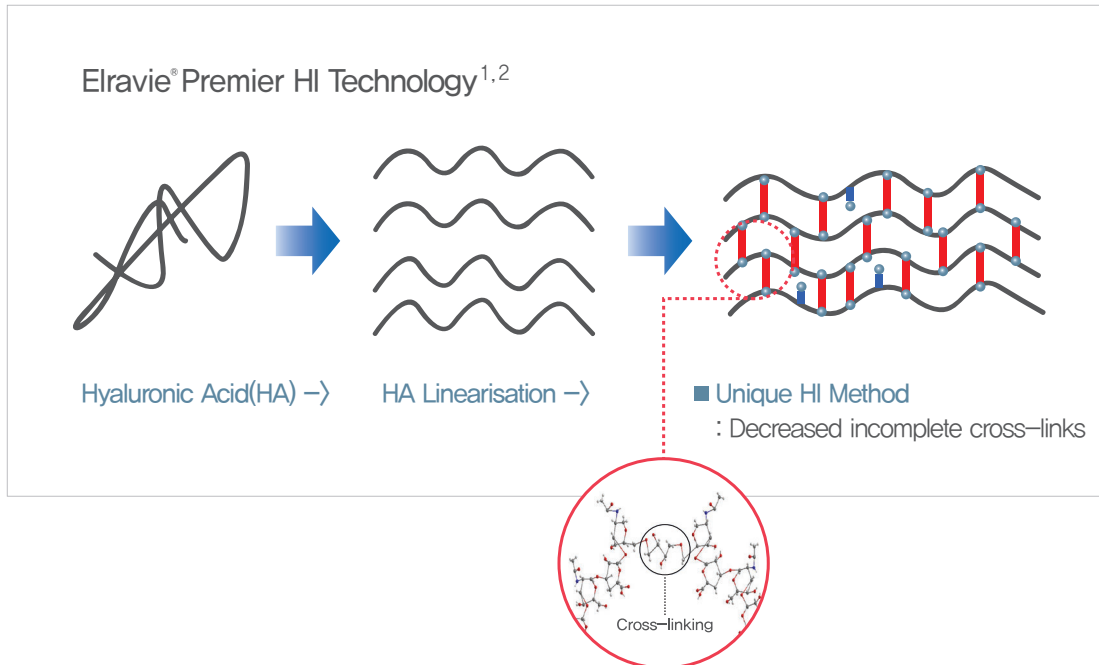 Elravie® Premier HI Technology1,2
Hyaluronic Acid(HA) –>
HA Linearisation –>
Unique HI Method
: Decreased incomplete cross–links
Cross–linking